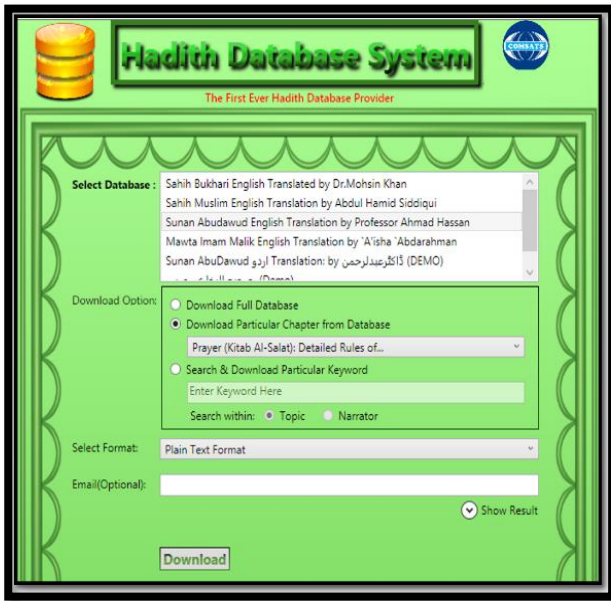 Hadith Database System
COMSATS
The First Ever Hadith Database Provider
Select Database :
Sahih Bukhari English Translated by Dr.Mohsin Khan
Sahih Muslim English Translation by Abdul Hamid Siddiqui
Sunan Abudawud English Translation by Professor Ahmad Hassan
Mawta Imam Malik English Translation by `A'isha `Abdarahman
Sunan AbuDawud اردو Translation: by ڈاکٹرعبدلرحمن (DEMO)
(Demo)
Download Option:
Download Full Database
Download Particular Chapter from Database
Prayer (Kitab Al-Salat): Detailed Rules of...
Search & Download Particular Keyword
Enter Keyword Here
Search within: Topic Narrator
Select Format: Plain Text Format
Email(Optional):
Show Result
Download